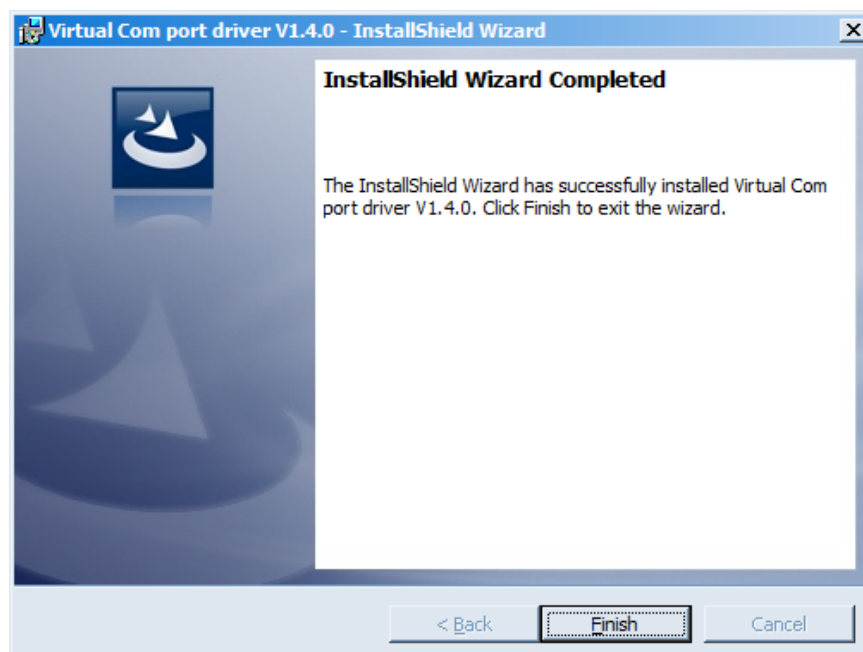 Virtual Com port driver V1.4.0 - InstallShield Wizard
InstallShield Wizard Completed
The InstallShield Wizard has successfully installed Virtual Com
port driver V1.4.0. Click Finish to exit the wizard.
< Back
Finish
Cancel